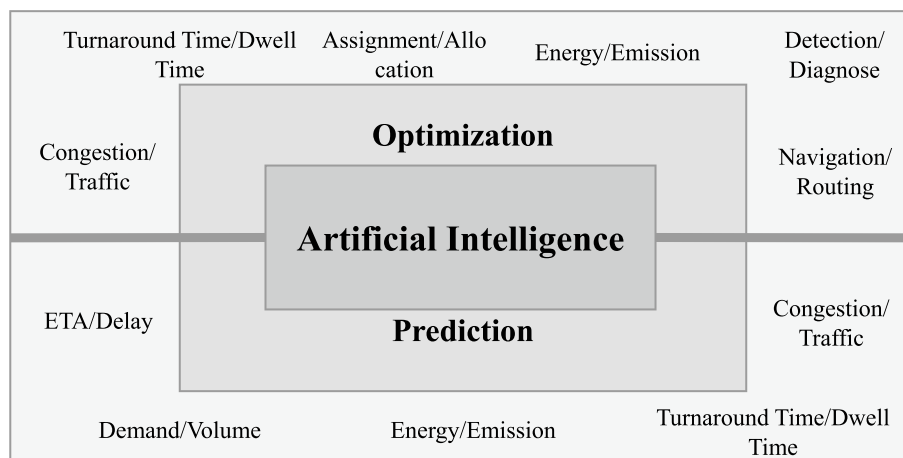 Turnaround Time/Dwell
Time
Assignment/Allo
cation
Energy/Emission
Detection/
Diagnose
Optimization
Congestion/
Traffic
Navigation/
Routing
Artificial Intelligence
ETA/Delay
Prediction
Congestion/
Traffic
Demand/Volume
Energy/Emission
Turnaround Time/Dwell
Time